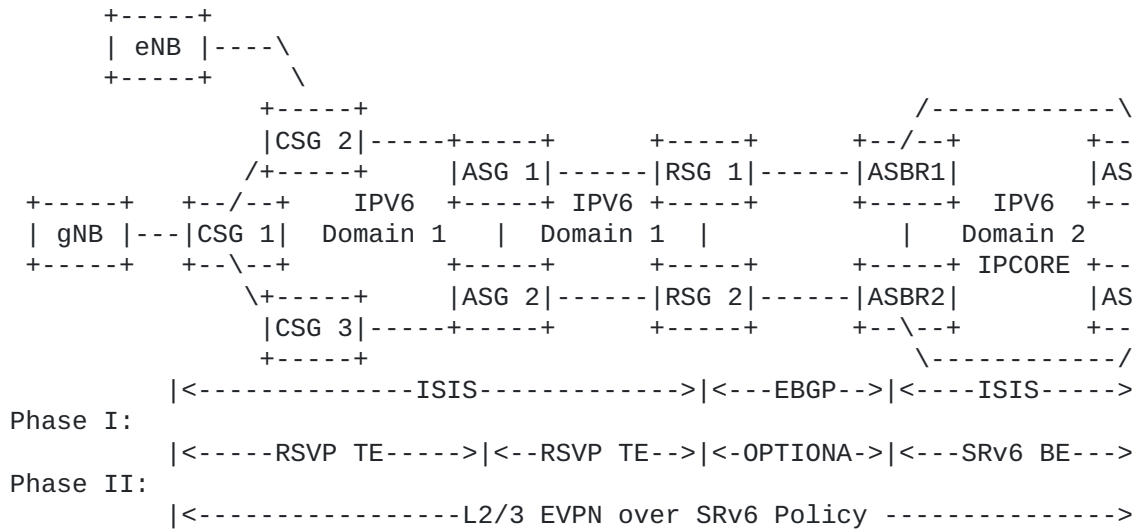 +-----+
| eNB |----\
+-----+      \
+-----+                                   /------------\
|CSG 2|-----+-----+      +-----+      +--/--+        +--
/+-----+     |ASG 1|------|RSG 1|------|ASBR1|        |AS
+-----+   +--/--+    IPV6  +-----+ IPV6 +-----+      +-----+  IPV6  +--
| gNB |---|CSG 1|  Domain 1   |  Domain 1  |            |   Domain 2
+-----+   +--\--+          +-----+      +-----+      +-----+ IPCORE +--
\+-----+     |ASG 2|------|RSG 2|------|ASBR2|        |AS
|CSG 3|-----+-----+      +-----+      +--\--+        +--
+-----+                                   \------------/
|<-------------ISIS------------>|<---EBGP-->|<----ISIS----->
Phase I:
|<-----RSVP TE----->|<--RSVP TE-->|<-OPTIONA->|<---SRv6 BE--->
Phase II:
|<-----------------L2/3 EVPN over SRv6 Policy --------------->